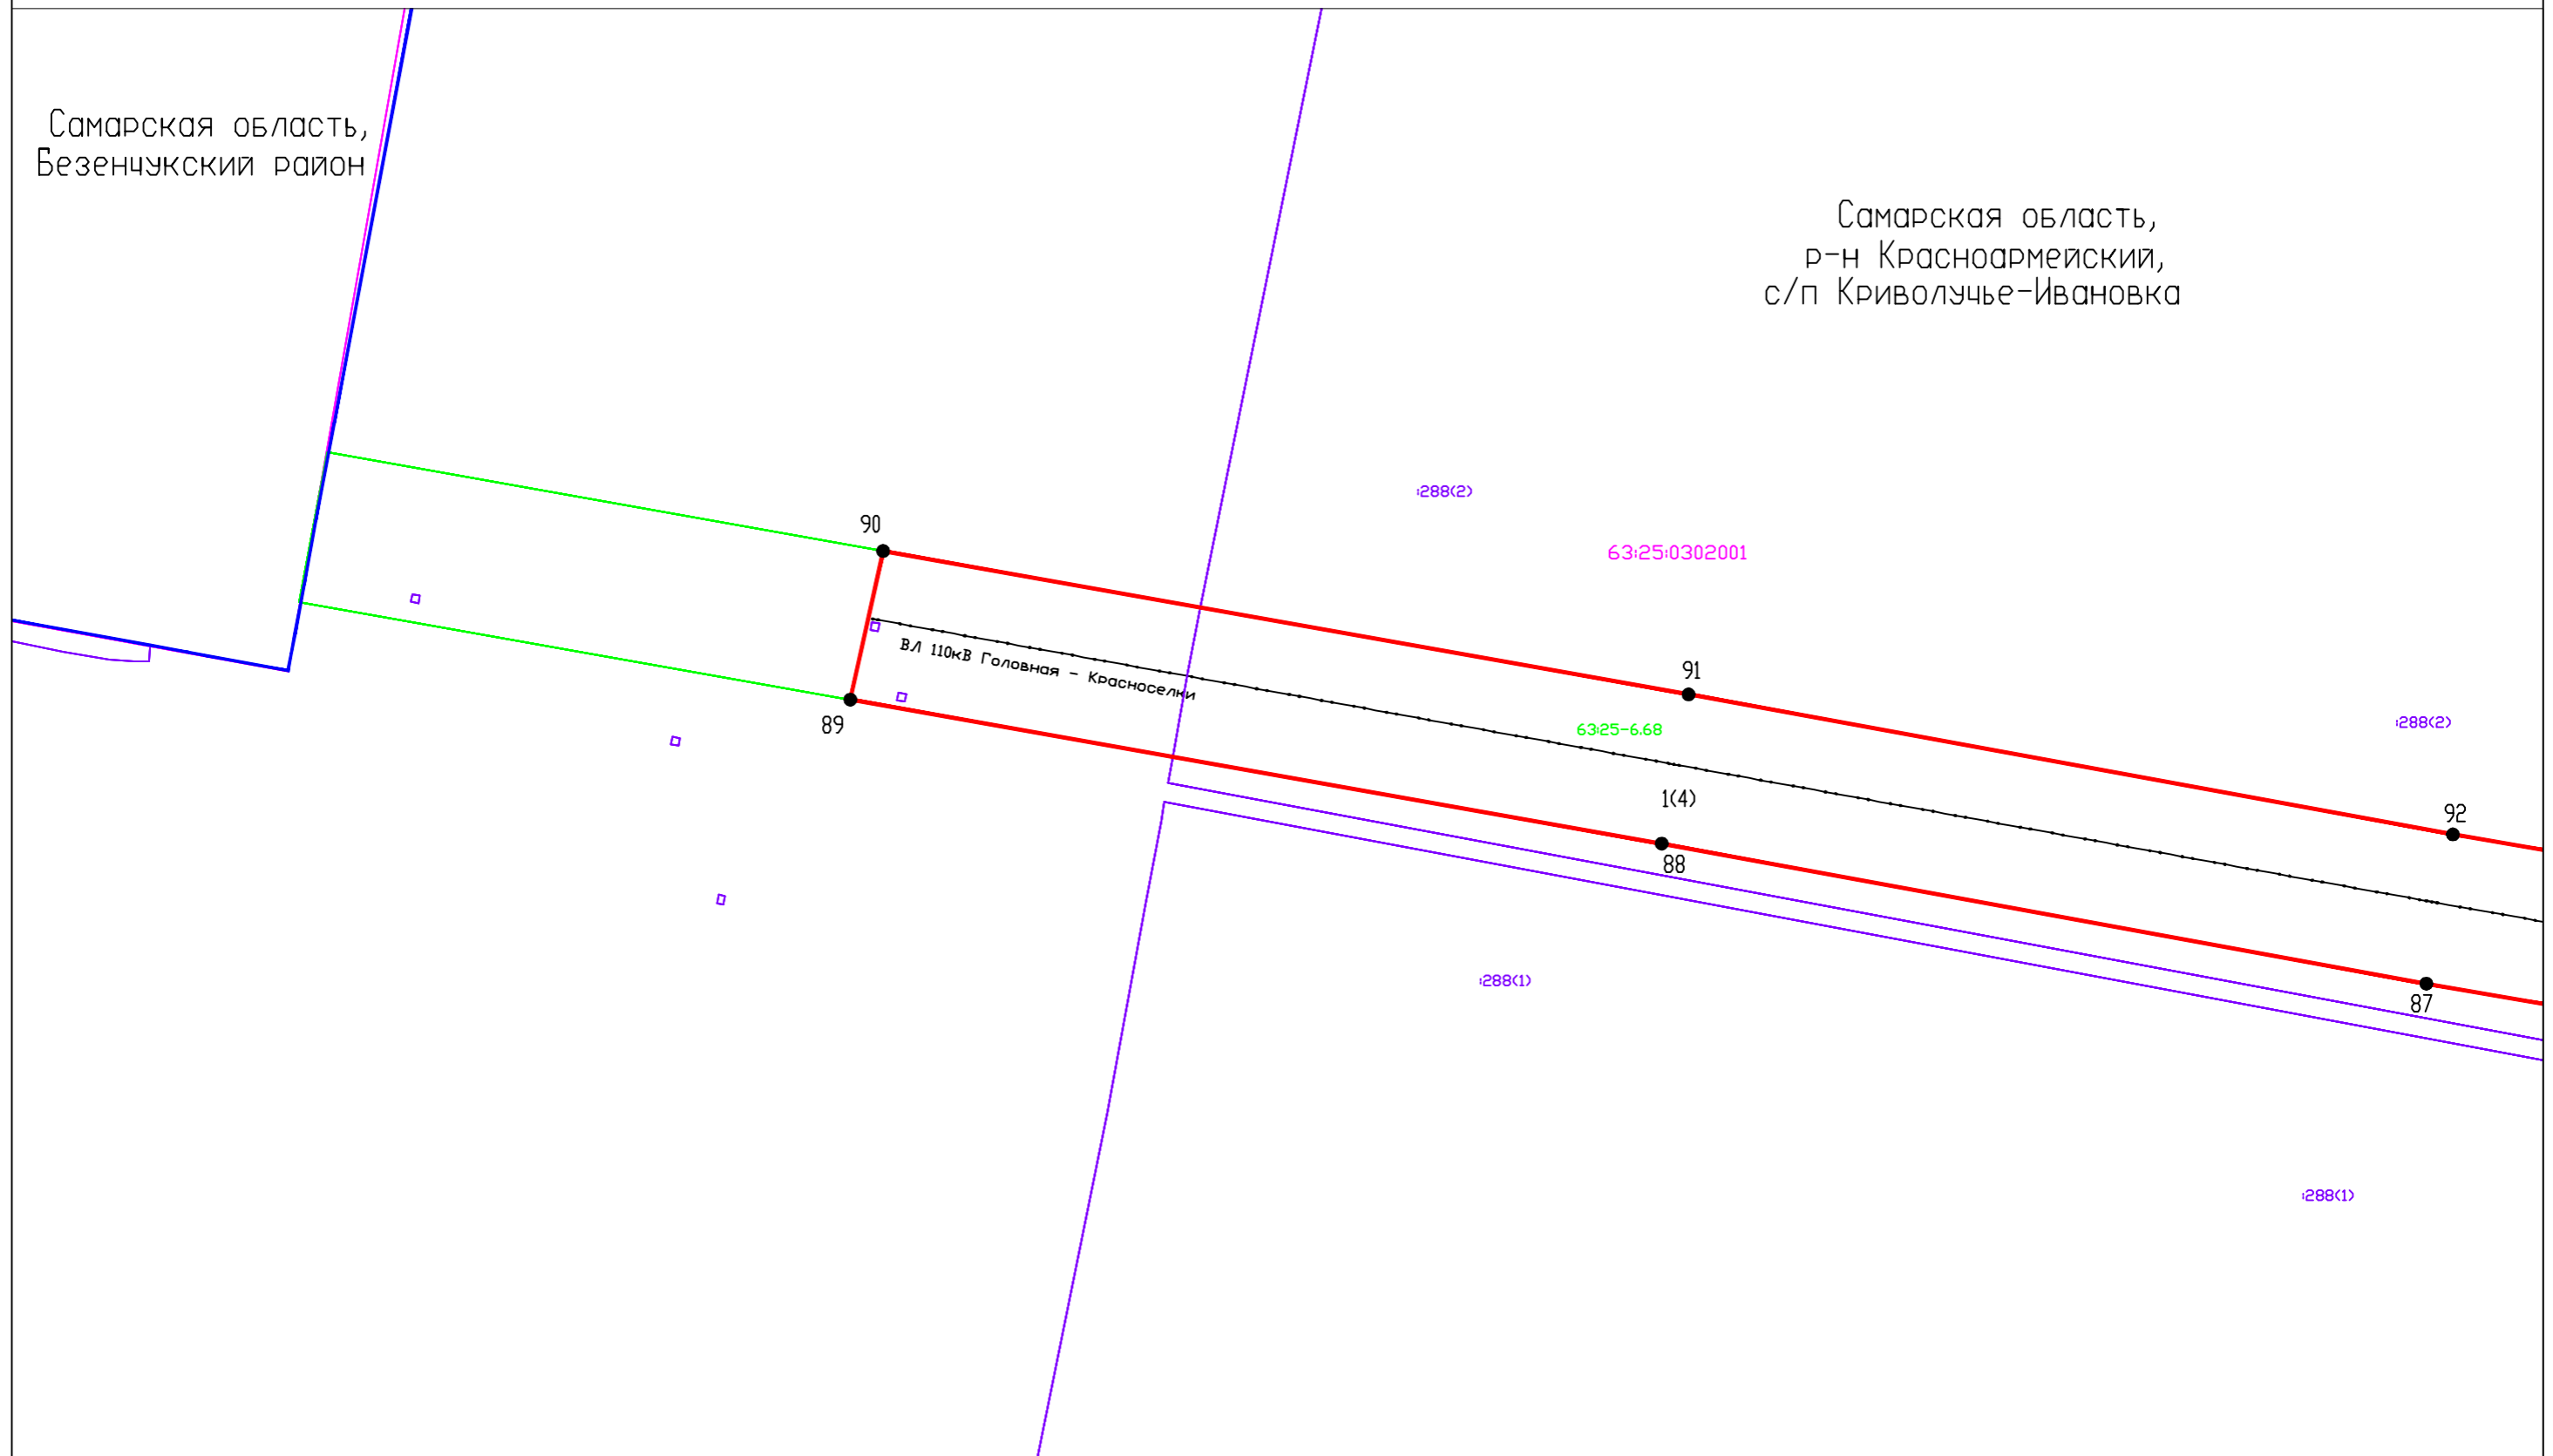 Самарская область,
Безенчукский район
Самарская область,
р-н Красноармейский,
с/п Криволучье-Ивановка
:288(2)
90
63:25:0302001
ВЛ 110кВ Головная - Красноселки
91
89
63:25-6.68
:288(2)
1(4)
92
88
:288(1)
87
:288(1)